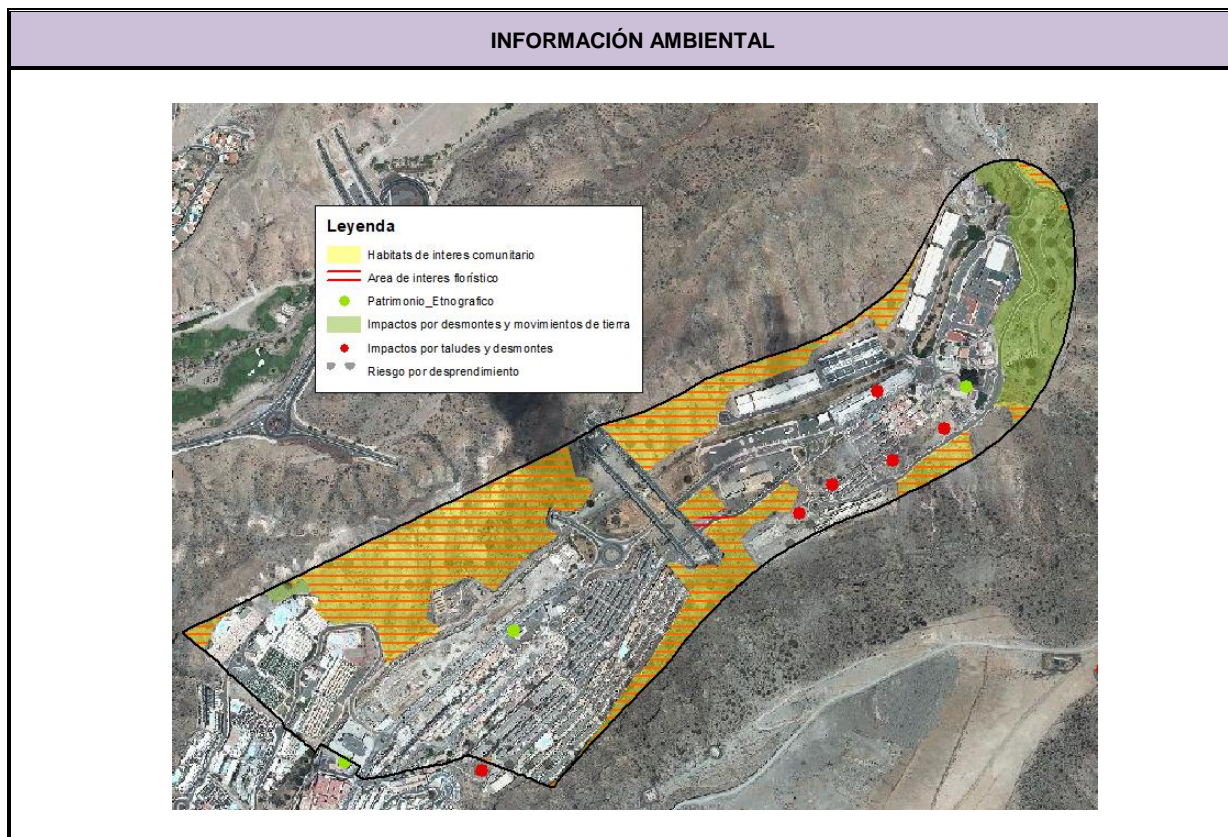 INFORMACIÓN AMBIENTAL
Leyenda
Habitats de interes comunitario
Area de interes florístico
Patrimonio_Etnografico
Impactos por desmontes y movimientos de tierra
Impactos por taludes y desmontes
Riesgo por desprendimiento